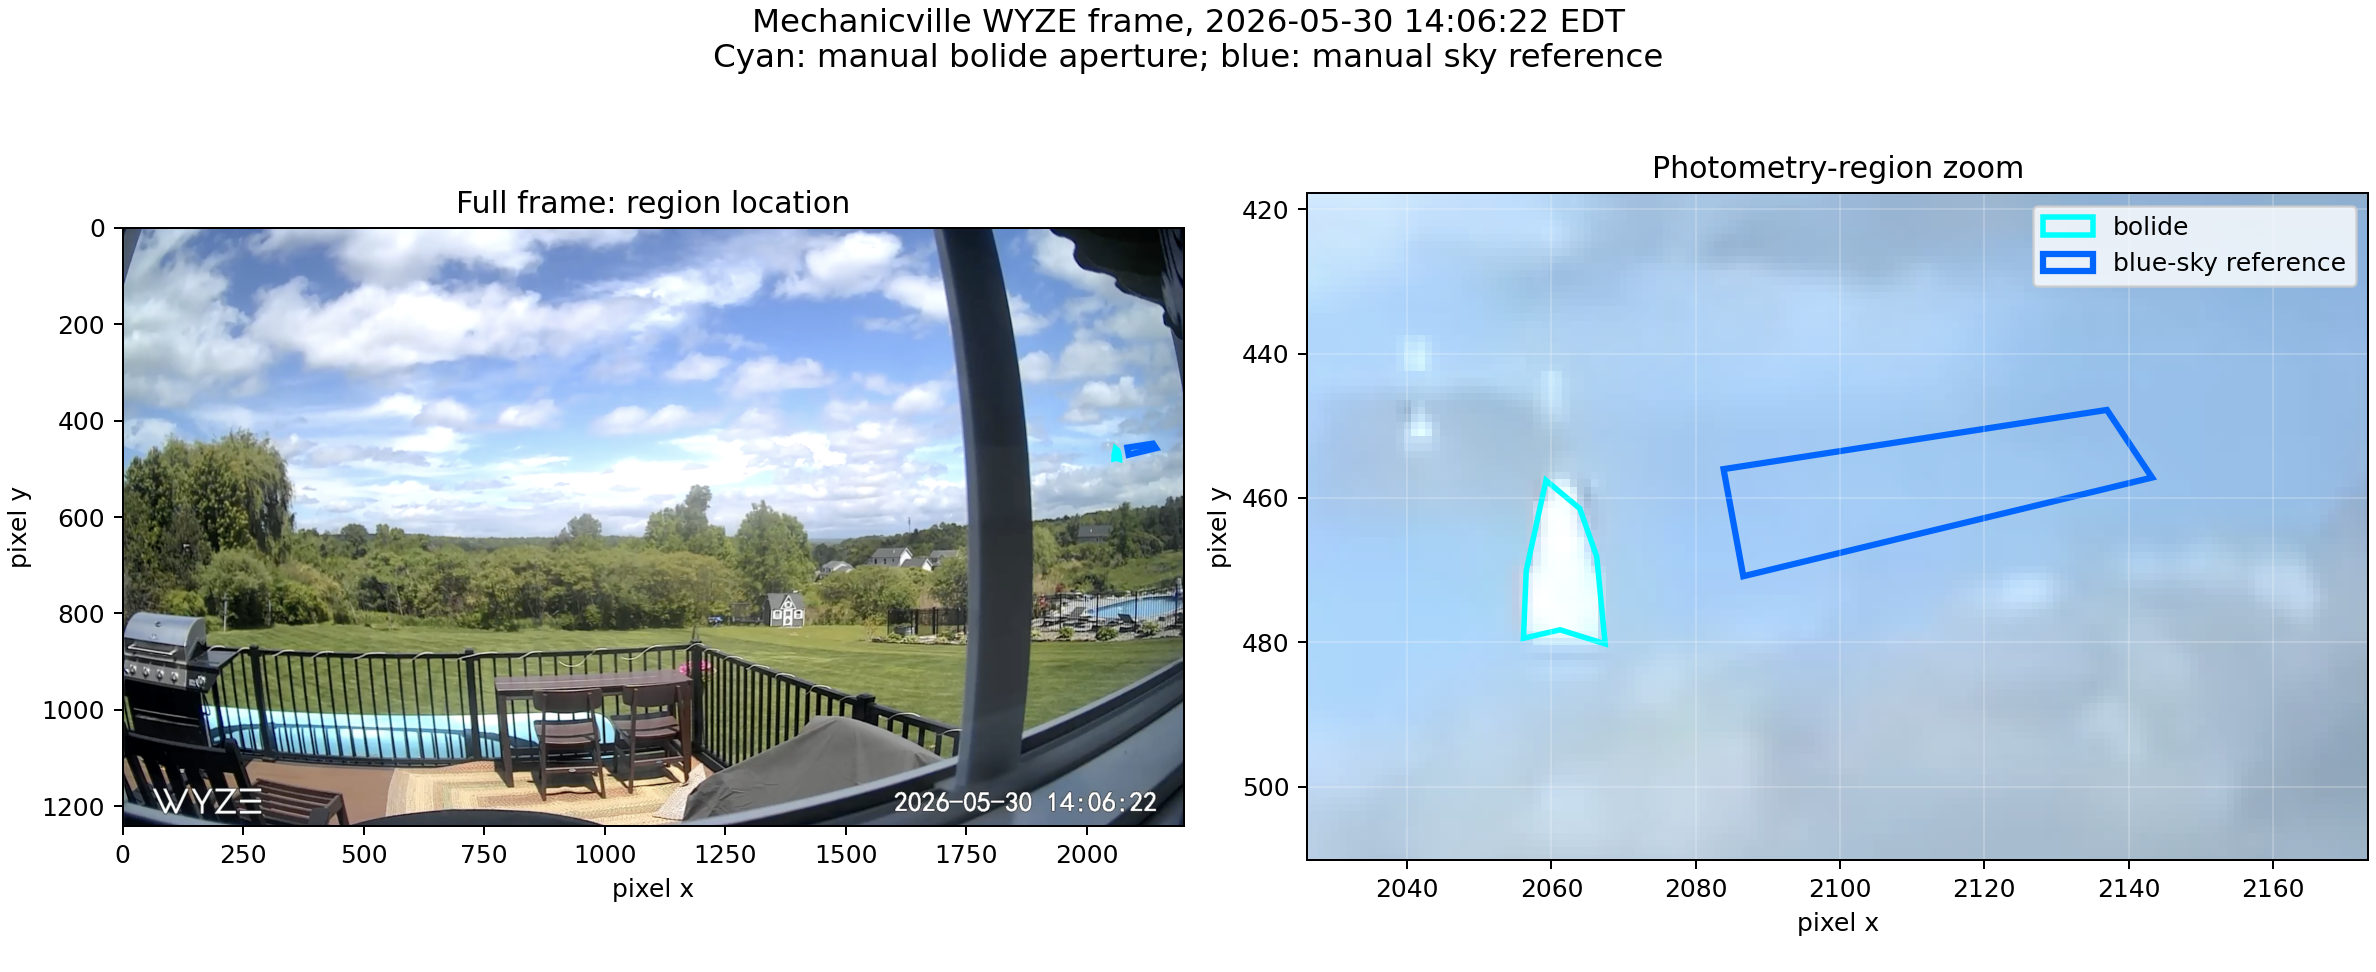 Mechanicville WYZE frame, 2026-05-30 14:06:22 EDT
Cyan: manual bolide aperture; blue: manual sky reference
Full frame: region location
0
200
400
600
800
1000
1200
pixel y
0 250 500 750 1000 1250 1500 1750 2000
pixel x
WYZE
2026-05-30 14:06:22
Photometry-region zoom
bolide
blue-sky reference
420
440
460
480
500
pixel y
2040 2060 2080 2100 2120 2140 2160
pixel x